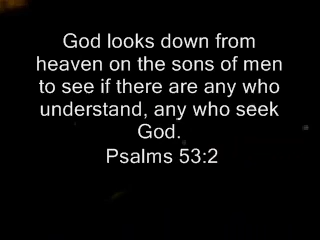 God looks down from
heaven on the sons of men
to see if there are any who
understand, any who seek
God.
Psalms 53:2